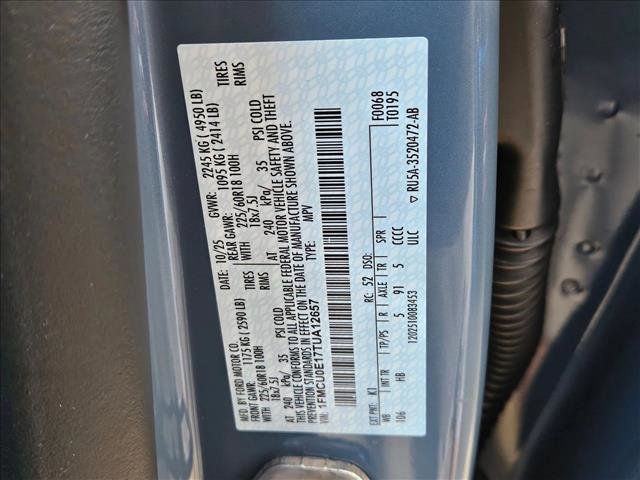 MFD. BY FORD MOTOR CO.
DATE: 10/25 GVWR: 2245 KG ( 4950 LB)
FRONT GAWR: 1175 KG ( 2590 LB) REAR GAWR: 1095 KG ( 2414 LB)
WITH 225/60R18 100H TIRES WITH 225/60R18 100H TIRES
18x7.5J RIMS 18x7.5J RIMS
AT 240 kPa/ 35 PSI COLD AT 240 kPa/ 35 PSI COLD
THIS VEHICLE CONFORMS TO ALL APPLICABLE FEDERAL MOTOR VEHICLE SAFETY AND THEFT
PREVENTION STANDARDS IN EFFECT ON THE DATE OF MANUFACTURE SHOWN ABOVE.
VIN: 1FMCU0E17TUA12657 TYPE: MPV
F0068
T0195
EXT PNT: K1 RC: 52 DSO:
WB INT TR TP/PS R AXLE TR SPR
106 HB 5 91 5 CCCC
1202510083453 ULC
▽ RU5A-3520472-AB